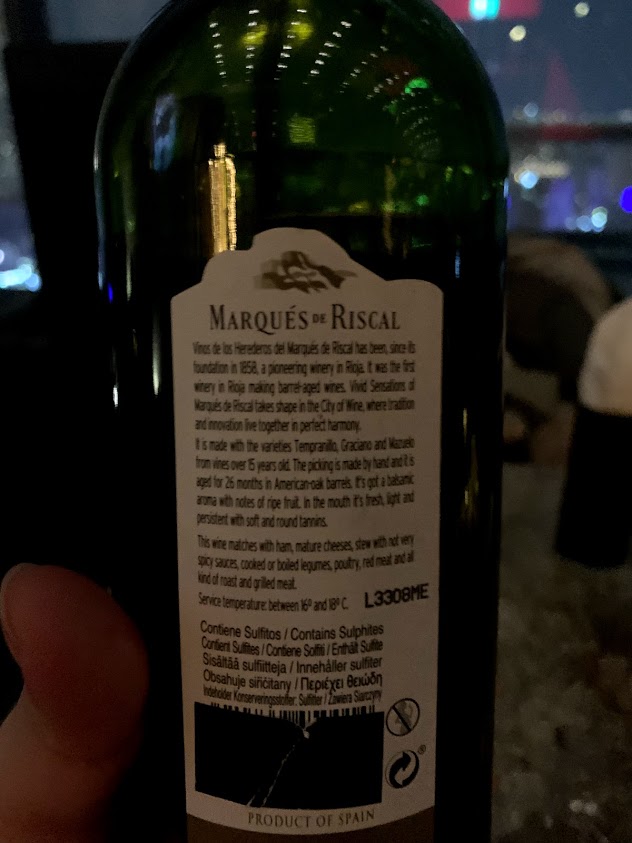 MARQUÉS DE RISCAL
Vinos de los Herederos del Marqués de Riscal has been, since its
foundation in 1858, a pioneering winery in Rioja. It was the first
winery in Rioja making barrel-aged wines. Vivid Sensations of
Marqués de Riscal takes shape in the City of Wine, where tradition
and innovation live together in perfect harmony.
It is made with the varieties Tempranillo, Graciano and Mazuelo
from vines over 15 years old. The picking is made by hand and it is
aged for 26 months in American-oak barrels. It's got a balsamic
aroma with notes of ripe fruit. In the mouth it's fresh, light and
persistent with soft and round tannins.
This wine matches with ham, mature cheeses, stew with not very
spicy sauces, cooked or boiled legumes, poultry, red meat and all
kind of roast and grilled meat.
Service temperature: between 16º and 18º C. L3308ME
Contiene Sulfitos / Contains Sulphites
Contient Sulfites / Contiene Solfiti / Enthält Sulfite
Sisältää sulfiitteja / Innehåller sulfiter
Obsahuje siřičitany / Περιέχει θειώδη
Indeholder Konserveringsstoffer, Sulfitter / Zawiera Siarczyny
®
PRODUCT OF SPAIN